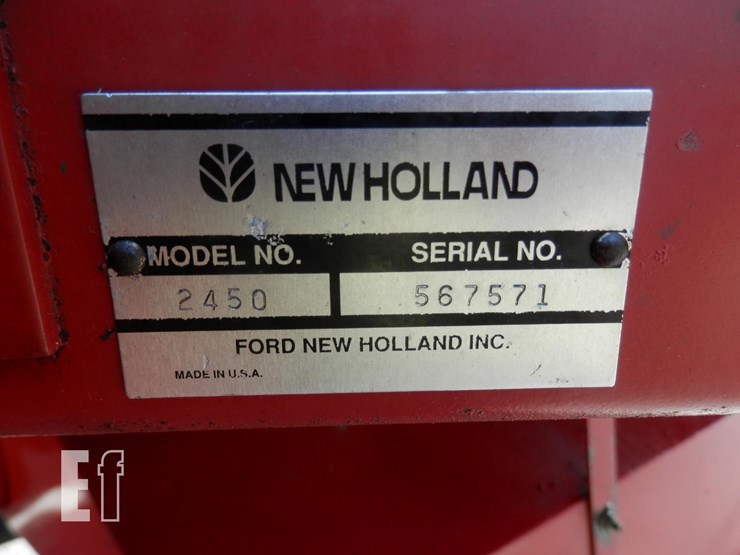 NEW HOLLAND
MODEL NO. SERIAL NO.
2450 567571
FORD NEW HOLLAND INC.
MADE IN U.S.A.
Ef